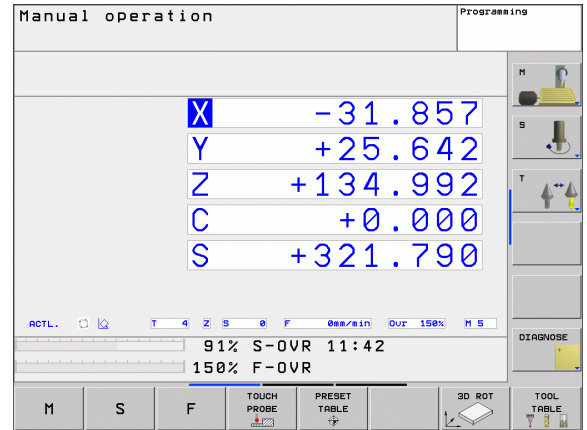 Manual operation
Programming
M
X -31.857
S
Y +25.642
Z +134.992
T
C +0.000
S +321.790
ACTL. T 4 Z S 0 F 0mm/min Ovr 150% M 5
91% S-OVR 11:42
DIAGNOSE
150% F-OVR
M
S
F
TOUCH
PROBE
PRESET
TABLE
3D ROT
TOOL
TABLE